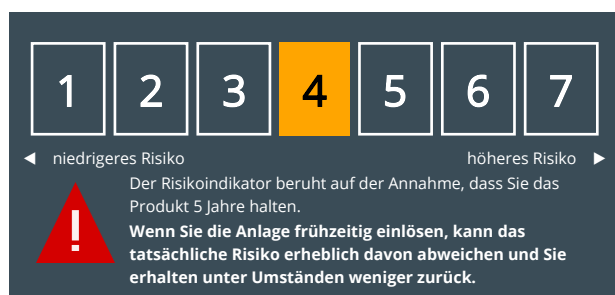 1 2 3 4 5 6 7
◄ niedrigeres Risiko höheres Risiko ►
Der Risikoindikator beruht auf der Annahme, dass Sie das
Produkt 5 Jahre halten.
!
Wenn Sie die Anlage frühzeitig einlösen, kann das
tatsächliche Risiko erheblich davon abweichen und Sie
erhalten unter Umständen weniger zurück.